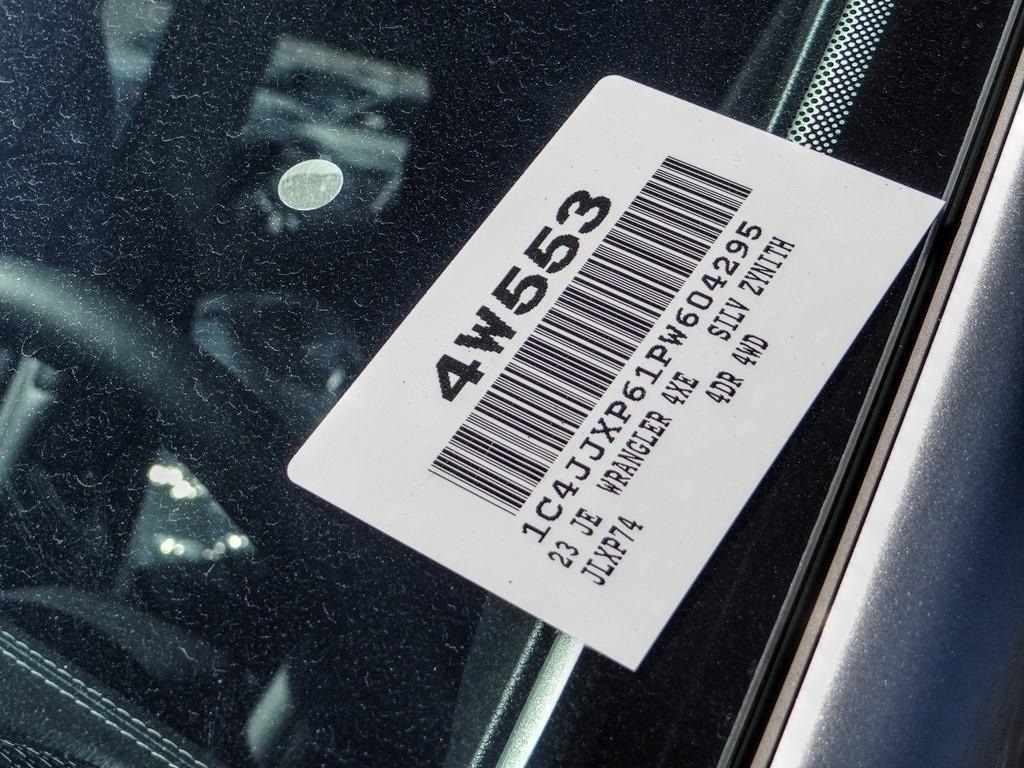 4W553
1C4JJXP61PW604295
23 JE WRANGLER 4XE SILV ZYNITH
JLXP74 4DR 4WD